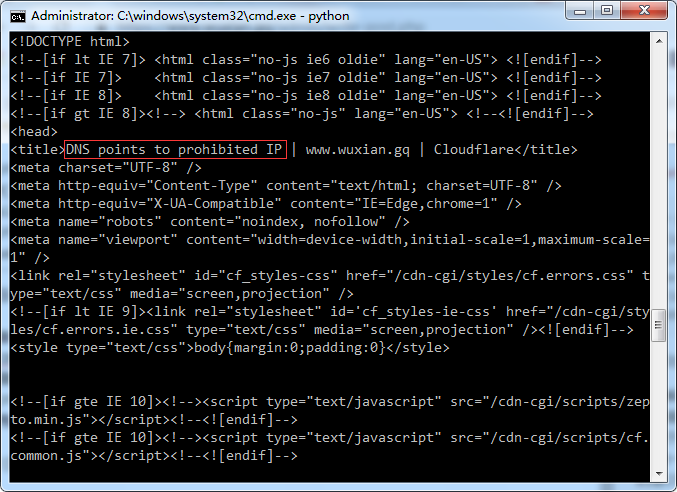 Administrator: C:\windows\system32\cmd.exe - python
<!DOCTYPE html>
<!--[if lt IE 7]> <html class="no-js ie6 oldie" lang="en-US"> <![endif]-->
<!--[if IE 7]>    <html class="no-js ie7 oldie" lang="en-US"> <![endif]-->
<!--[if IE 8]>    <html class="no-js ie8 oldie" lang="en-US"> <![endif]-->
<!--[if gt IE 8]><!--> <html class="no-js" lang="en-US"> <!--<![endif]-->
<head>
<title>DNS points to prohibited IP | www.wuxian.gq | Cloudflare</title>
<meta charset="UTF-8" />
<meta http-equiv="Content-Type" content="text/html; charset=UTF-8" />
<meta http-equiv="X-UA-Compatible" content="IE=Edge,chrome=1" />
<meta name="robots" content="noindex, nofollow" />
<meta name="viewport" content="width=device-width,initial-scale=1,maximum-scale=
1" />
<link rel="stylesheet" id="cf_styles-css" href="/cdn-cgi/styles/cf.errors.css" t
ype="text/css" media="screen,projection" />
<!--[if lt IE 9]><link rel="stylesheet" id='cf_styles-ie-css' href="/cdn-cgi/sty
les/cf.errors.ie.css" type="text/css" media="screen,projection" /><![endif]-->
<style type="text/css">body{margin:0;padding:0}</style>
<!--[if gte IE 10]><!--><script type="text/javascript" src="/cdn-cgi/scripts/zep
to.min.js"></script><!--<![endif]-->
<!--[if gte IE 10]><!--><script type="text/javascript" src="/cdn-cgi/scripts/cf.
common.js"></script><!--<![endif]-->